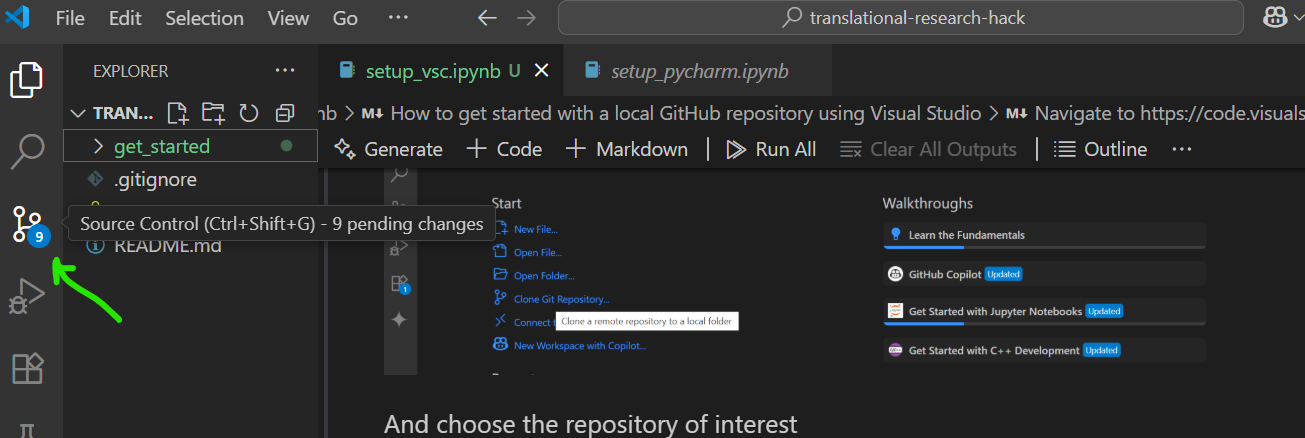 File Edit Selection View Go ··· translational-research-hack
EXPLORER ···
setup_vsc.ipynb U
setup_pycharm.ipynb
TRAN...
nb > How to get started with a local GitHub repository using Visual Studio > Navigate to https://code.visuals
get_started
Generate + Code + Markdown Run All Clear All Outputs Outline ···
.gitignore
Source Control (Ctrl+Shift+G) - 9 pending changes
9
README.md
Start
New File...
Open File...
Open Folder...
Clone Git Repository...
Connect t
Clone a remote repository to a local folder
New Workspace with Copilot...
1
Walkthroughs
Learn the Fundamentals
GitHub Copilot Updated
Get Started with Jupyter Notebooks Updated
Get Started with C++ Development Updated
And choose the repository of interest